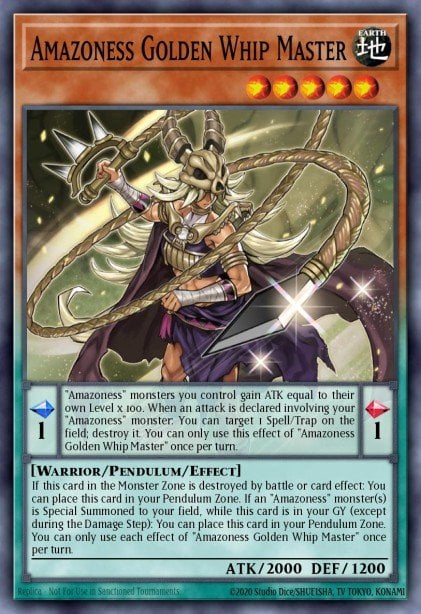 AMAZONESS GOLDEN WHIP MASTER
EARTH
地
"Amazoness" monsters you control gain ATK equal to their
own Level x 100. When an attack is declared involving your
"Amazoness" monster: You can target 1 Spell/Trap on the
field; destroy it. You can only use this effect of "Amazoness
Golden Whip Master" once per turn.
1
1
[WARRIOR/PENDULUM/EFFECT]
If this card in the Monster Zone is destroyed by battle or card effect: You
can place this card in your Pendulum Zone. If an "Amazoness" monster(s)
is Special Summoned to your field, while this card is in your GY (except
during the Damage Step): You can place this card in your Pendulum Zone.
You can only use each effect of "Amazoness Golden Whip Master" once
per turn.
ATK/2000 DEF/1200
Replica - Not For Use in Sanctioned Tournaments
©2020 Studio Dice/SHUEISHA, TV TOKYO, KONAMI